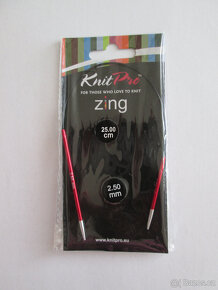 KnitPro
FOR THOSE WHO LOVE TO KNIT
zing
25.00
cm
2.50
mm
www.knitpro.eu